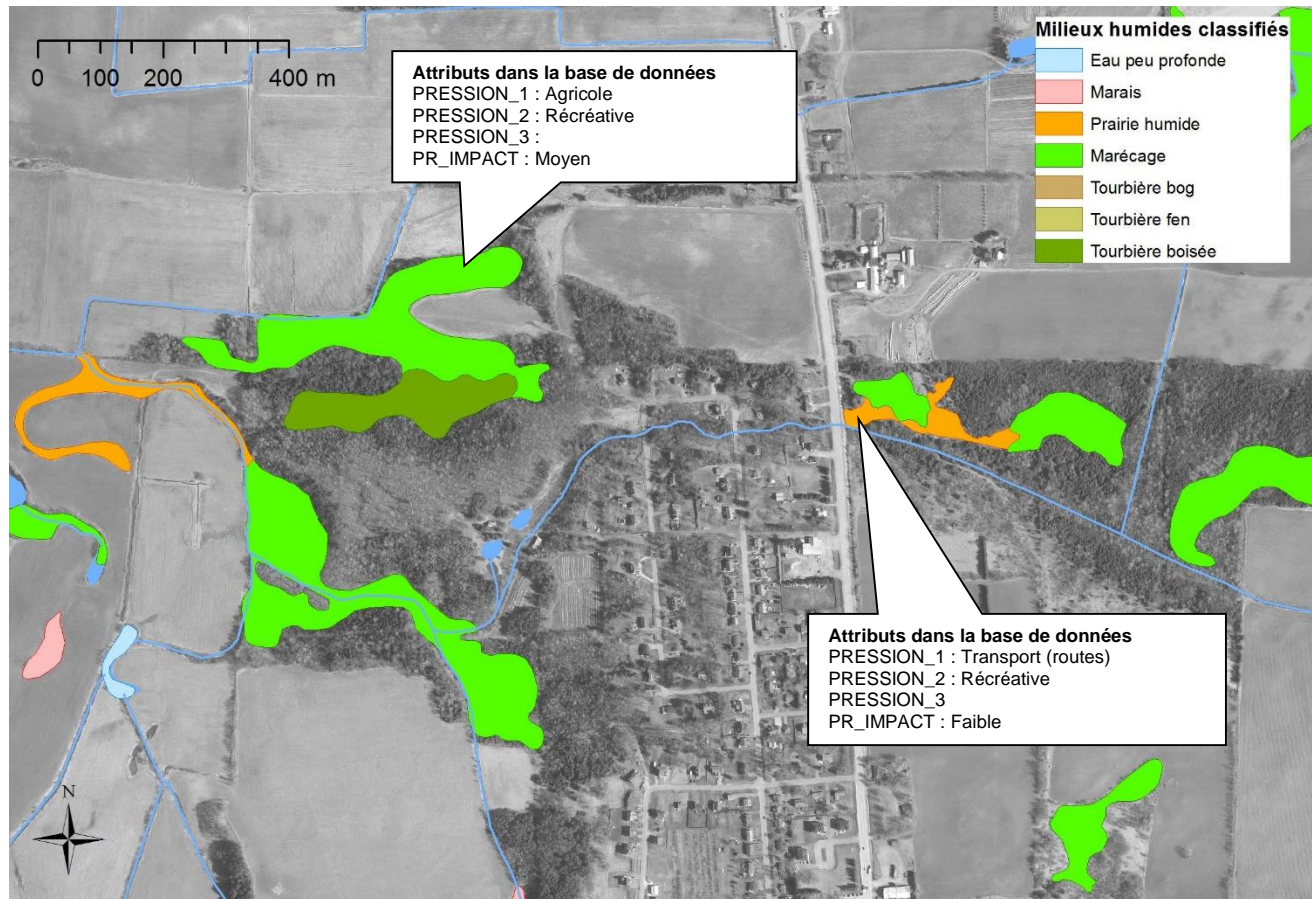 0 100 200 400 m
Attributs dans la base de données
PRESSION_1 : Agricole
PRESSION_2 : Récréative
PRESSION_3 :
PR_IMPACT : Moyen
Milieux humides classifiés
Eau peu profonde
Marais
Prairie humide
Marécage
Tourbière bog
Tourbière fen
Tourbière boisée
Attributs dans la base de données
PRESSION_1 : Transport (routes)
PRESSION_2 : Récréative
PRESSION_3
PR_IMPACT : Faible
N